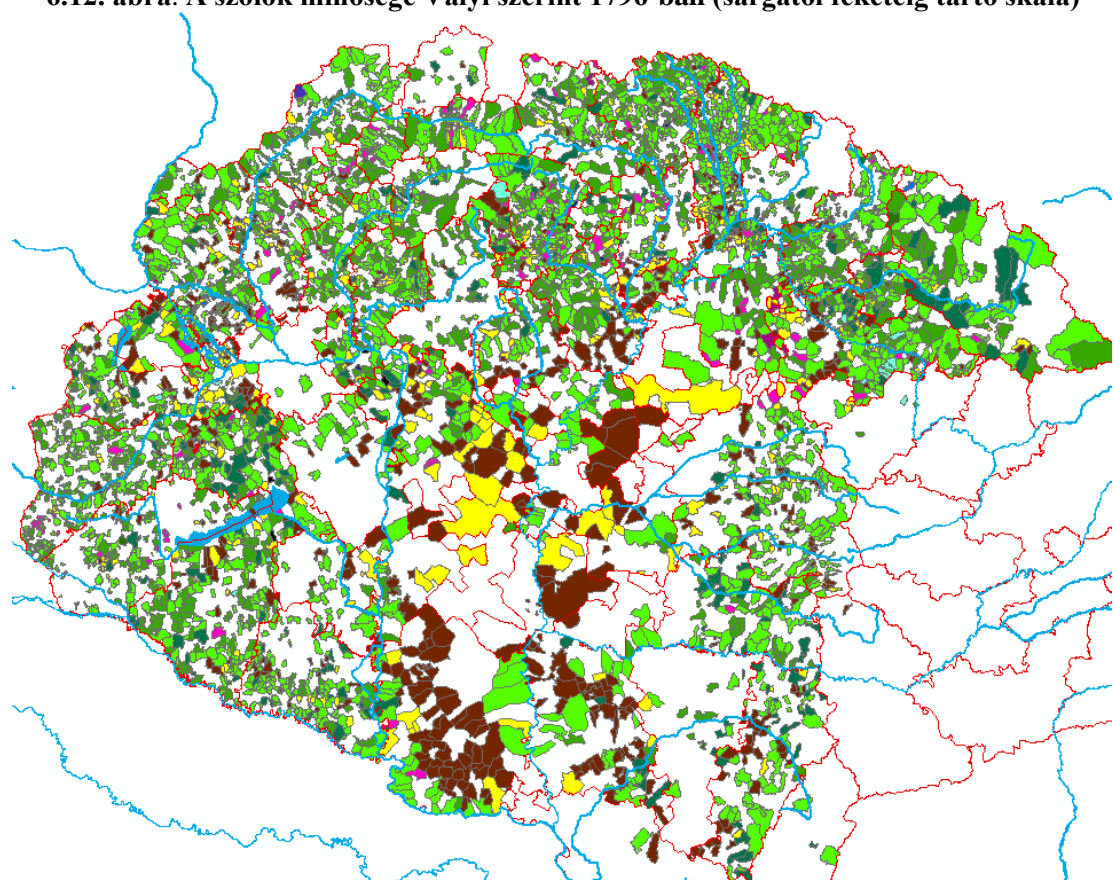 6.12. ábra. A szőlők minősége Vályi szerint 1796-ban (sárgától feketéig tartó skála)